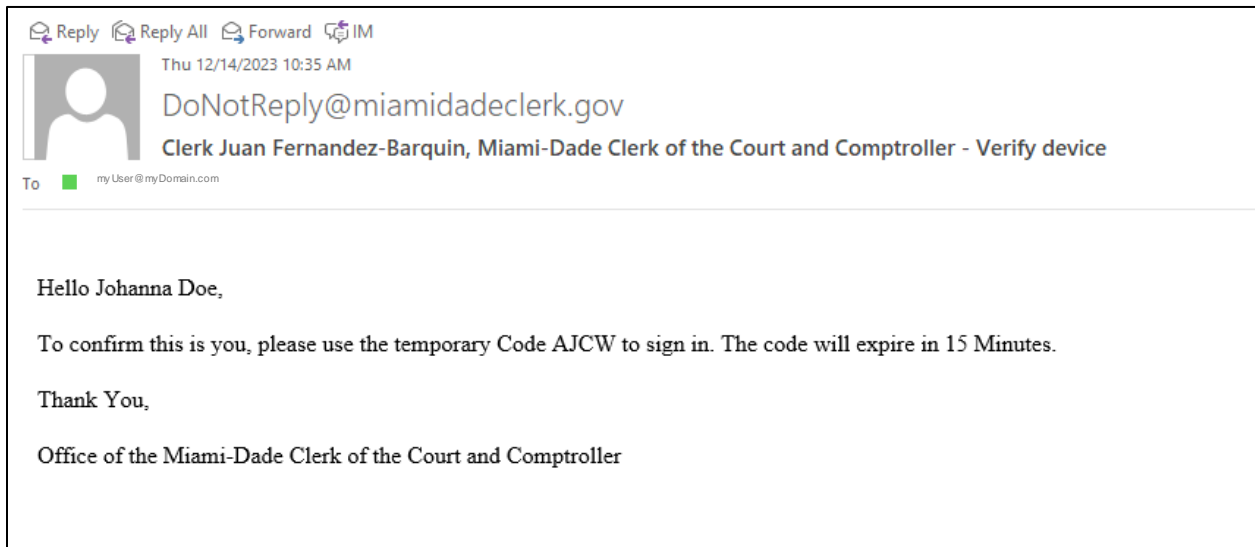 Reply Reply All Forward IM
Thu 12/14/2023 10:35 AM
DoNotReply@miamidadeclerk.gov
Clerk Juan Fernandez-Barquin, Miami-Dade Clerk of the Court and Comptroller - Verify device
To myUser@myDomain.com
Hello Johanna Doe,
To confirm this is you, please use the temporary Code AJCW to sign in. The code will expire in 15 Minutes.
Thank You,
Office of the Miami-Dade Clerk of the Court and Comptroller